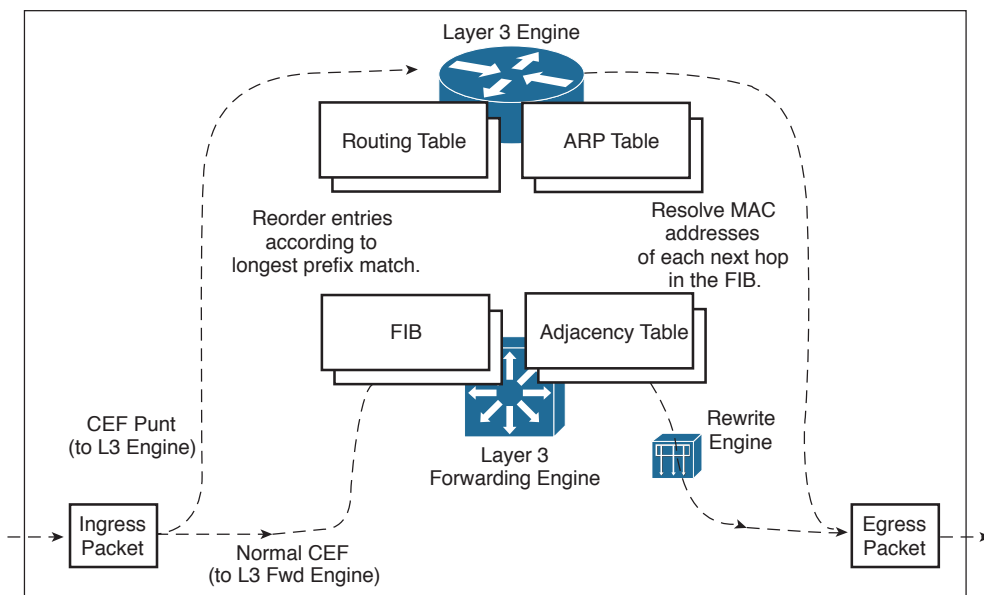 Layer 3 Engine
Routing Table
ARP Table
Reorder entries
according to
longest prefix match.
Resolve MAC
addresses
of each next hop
in the FIB.
FIB
Adjacency Table
CEF Punt
(to L3 Engine)
Rewrite
Engine
Layer 3
Forwarding Engine
Ingress
Packet
Normal CEF
(to L3 Fwd Engine)
Egress
Packet